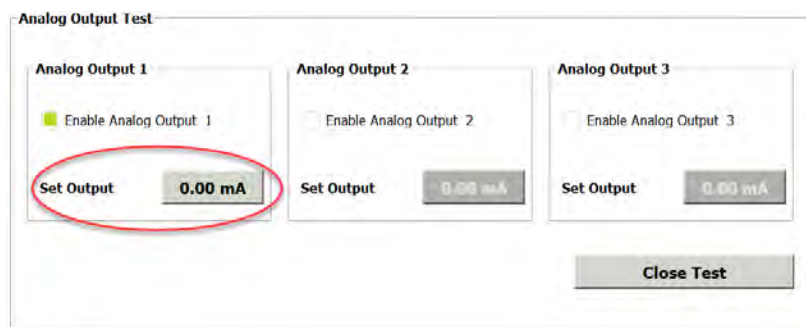 Analog Output Test
Analog Output 1 Analog Output 2 Analog Output 3
Enable Analog Output 1 Enable Analog Output 2 Enable Analog Output 3
Set Output 0.00 mA Set Output 0.00 mA Set Output 0.00 mA
Close Test